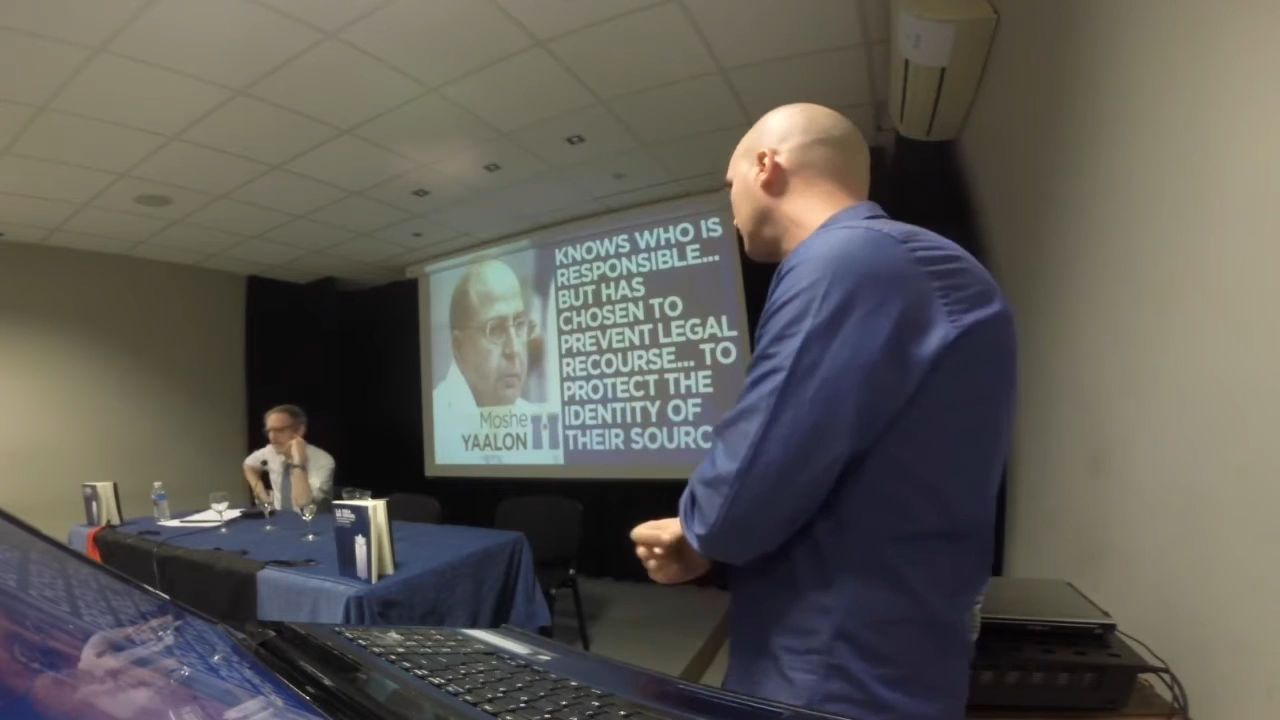 KNOWS WHO IS
RESPONSIBLE...
BUT HAS
CHOSEN TO
PREVENT LEGAL
RECOURSE... TO
PROTECT THE
IDENTITY OF
THEIR SOURC
Moshe
YAALON